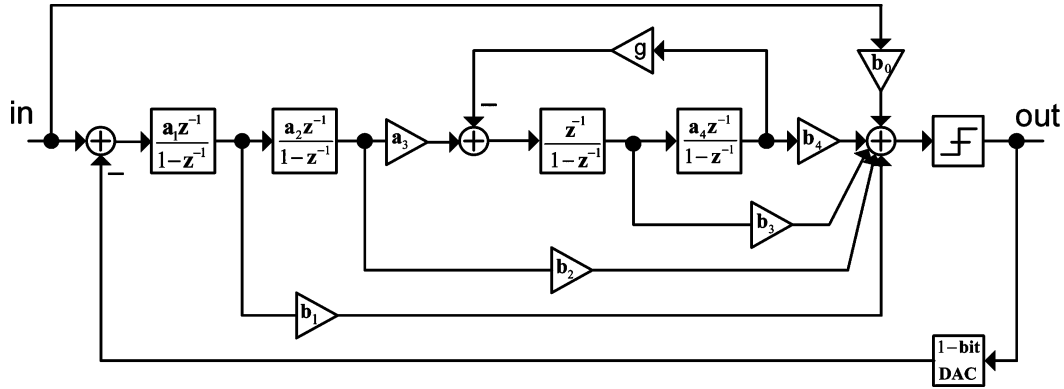 g
b₀
in
out
a₁z⁻¹
1−z⁻¹
a₂z⁻¹
1−z⁻¹
a₃
z⁻¹
1−z⁻¹
a₄z⁻¹
1−z⁻¹
b₄
b₃
b₂
b₁
1−bit
DAC